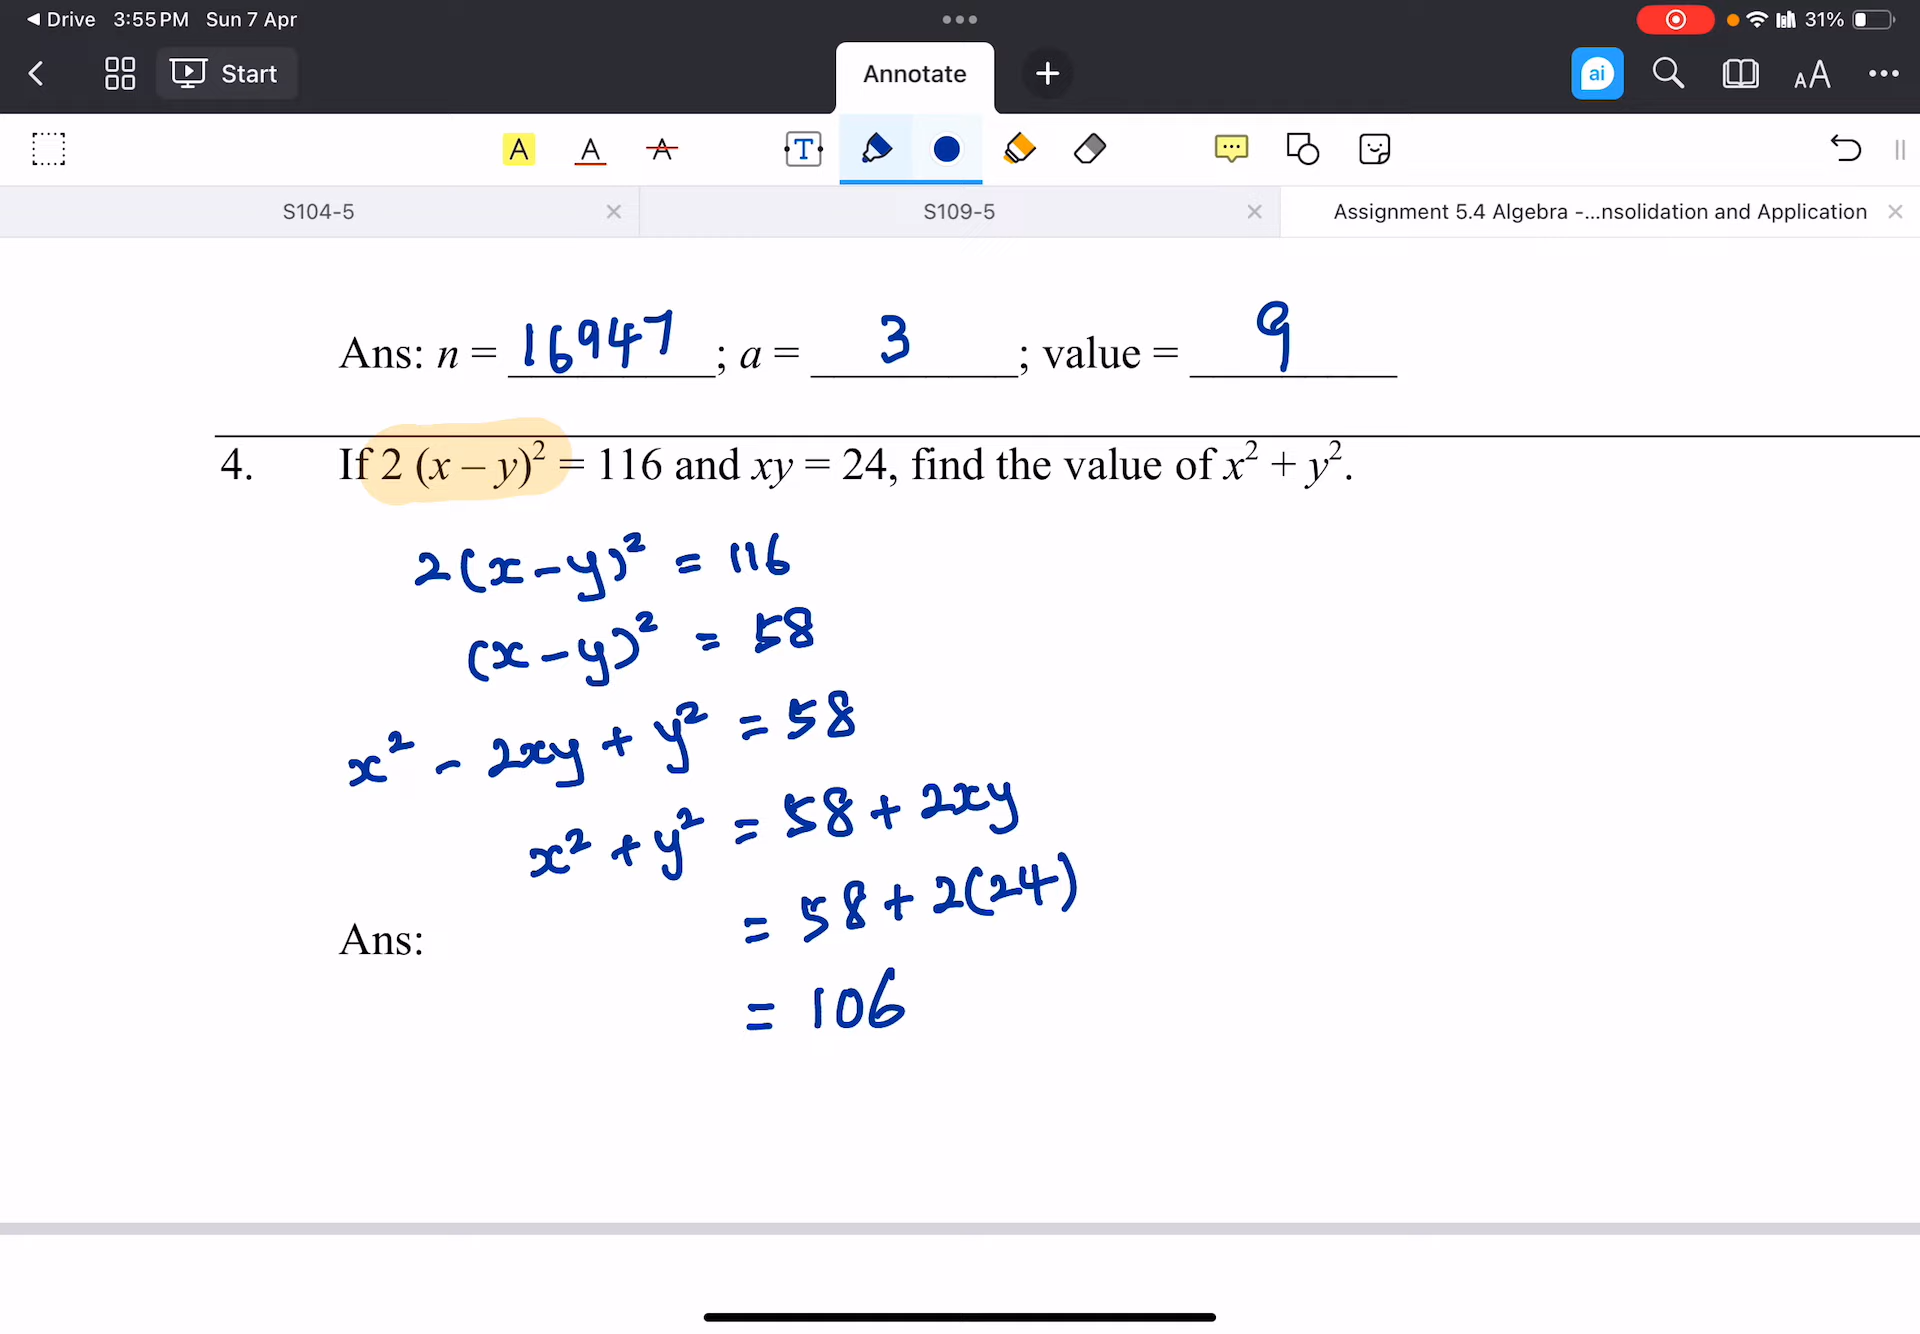 Drive 3:55 PM Sun 7 Apr 31%
Start Annotate ai AA
A A A T
S104-5 S109-5 Assignment 5.4 Algebra -...nsolidation and Application
Ans: n = 16947 ; a = 3 ; value = 9
4. If 2 (x – y)² = 116 and xy = 24, find the value of x² + y².
2(x-y)² = 116
(x-y)² = 58
x² - 2xy + y² = 58
x² + y² = 58 + 2xy
= 58 + 2(24)
Ans:
= 106